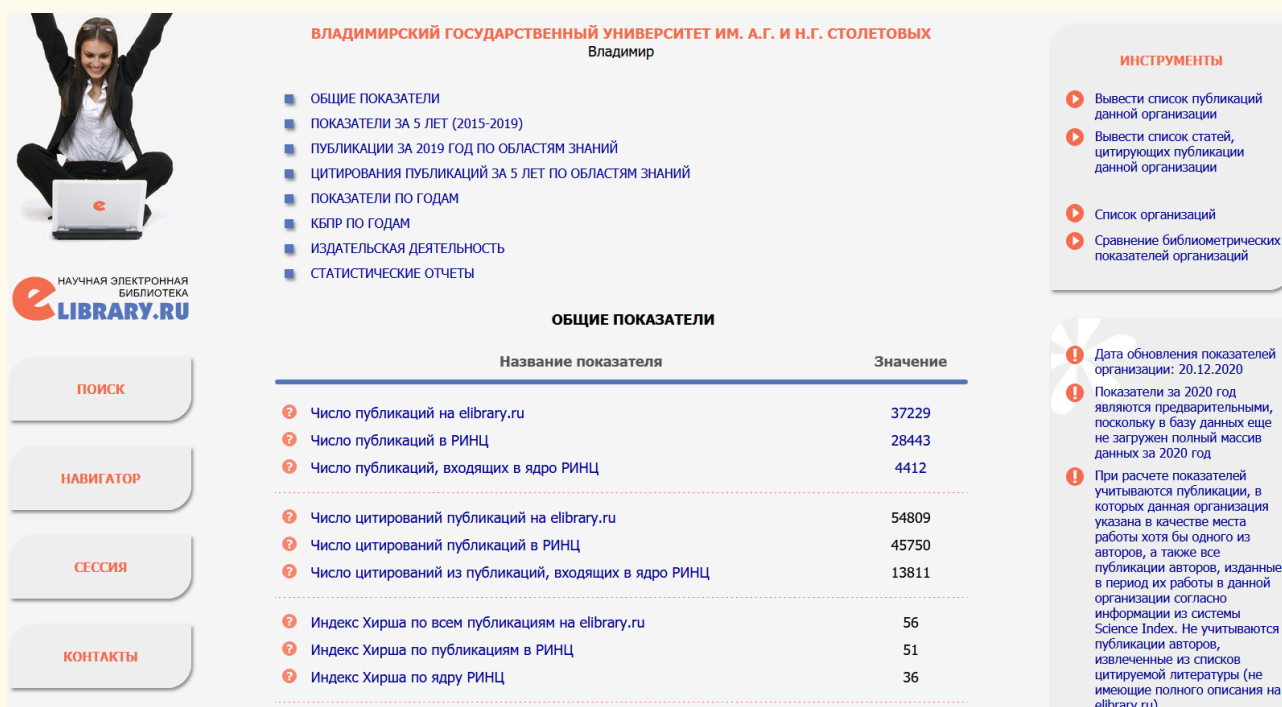 ВЛАДИМИРСКИЙ ГОСУДАРСТВЕННЫЙ УНИВЕРСИТЕТ ИМ. А.Г. И Н.Г. СТОЛЕТОВЫХ
Владимир
ОБЩИЕ ПОКАЗАТЕЛИ
ПОКАЗАТЕЛИ ЗА 5 ЛЕТ (2015-2019)
ПУБЛИКАЦИИ ЗА 2019 ГОД ПО ОБЛАСТЯМ ЗНАНИЙ
ЦИТИРОВАНИЯ ПУБЛИКАЦИЙ ЗА 5 ЛЕТ ПО ОБЛАСТЯМ ЗНАНИЙ
ПОКАЗАТЕЛИ ПО ГОДАМ
КБПР ПО ГОДАМ
ИЗДАТЕЛЬСКАЯ ДЕЯТЕЛЬНОСТЬ
СТАТИСТИЧЕСКИЕ ОТЧЕТЫ
e
НАУЧНАЯ ЭЛЕКТРОННАЯ
БИБЛИОТЕКА
eLIBRARY.RU
ПОИСК
НАВИГАТОР
СЕССИЯ
КОНТАКТЫ
ОБЩИЕ ПОКАЗАТЕЛИ
Название показателя Значение
Число публикаций на elibrary.ru 37229
Число публикаций в РИНЦ 28443
Число публикаций, входящих в ядро РИНЦ 4412
Число цитирований публикаций на elibrary.ru 54809
Число цитирований публикаций в РИНЦ 45750
Число цитирований из публикаций, входящих в ядро РИНЦ 13811
Индекс Хирша по всем публикациям на elibrary.ru 56
Индекс Хирша по публикациям в РИНЦ 51
Индекс Хирша по ядру РИНЦ 36
ИНСТРУМЕНТЫ
Вывести список публикаций
данной организации
Вывести список статей,
цитирующих публикации
данной организации
Список организаций
Сравнение библиометрических
показателей организаций
Дата обновления показателей
организации: 20.12.2020
Показатели за 2020 год
являются предварительными,
поскольку в базу данных еще
не загружен полный массив
данных за 2020 год
При расчете показателей
учитываются публикации, в
которых данная организация
указана в качестве места
работы хотя бы одного из
авторов, а также все
публикации авторов, изданные
в период их работы в данной
организации согласно
информации из системы
Science Index. Не учитываются
публикации авторов,
извлеченные из списков
цитируемой литературы (не
имеющие полного описания на
elibrary.ru)